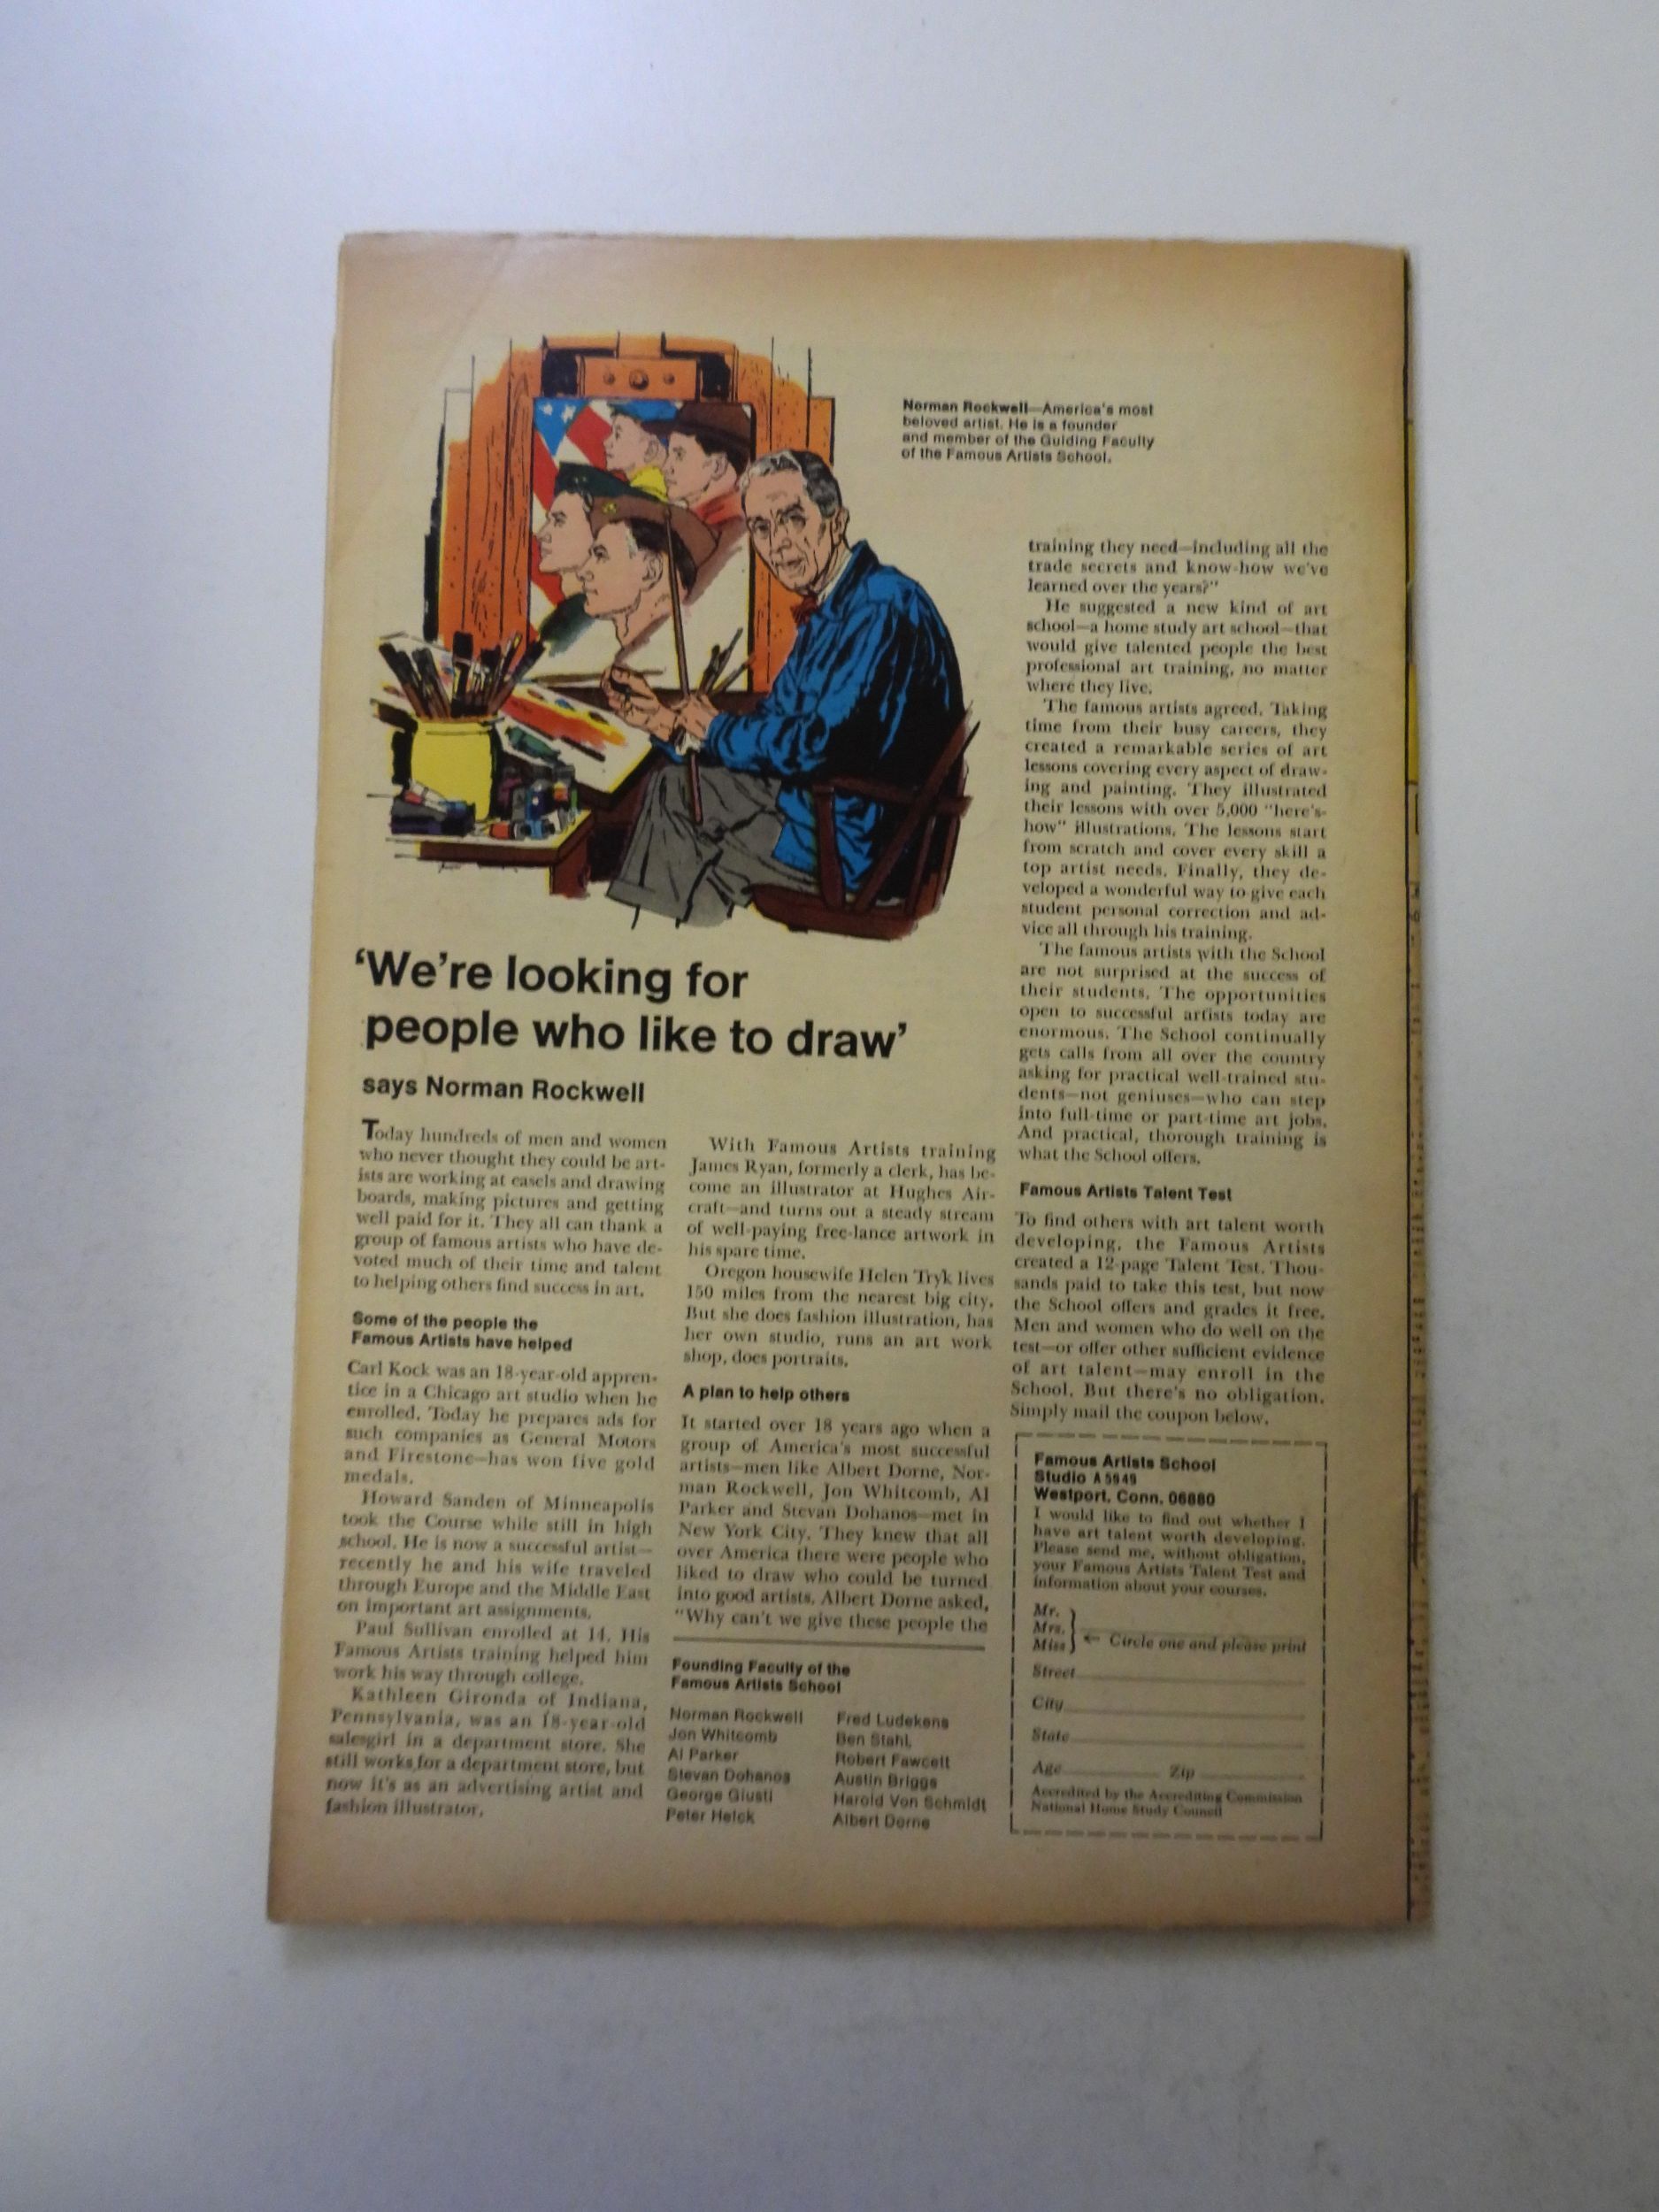 Norman Rockwell—America's most
beloved artist. He is a founder
and member of the Guiding Faculty
of the Famous Artists School.
'We're looking for
people who like to draw'
says Norman Rockwell
Today hundreds of men and women
who never thought they could be art-
ists are working at easels and drawing
boards, making pictures and getting
well paid for it. They all can thank a
group of famous artists who have de-
voted much of their time and talent
to helping others find success in art.
Some of the people the
Famous Artists have helped
Carl Kock was an 18-year-old appren-
tice in a Chicago art studio when he
enrolled. Today he prepares ads for
such companies as General Motors
and Firestone—has won five gold
medals.
Howard Sanden of Minneapolis
took the Course while still in high
school. He is now a successful artist—
recently he and his wife traveled
through Europe and the Middle East
on important art assignments.
Paul Sullivan enrolled at 14. His
Famous Artists training helped him
work his way through college.
Kathleen Gironda of Indiana,
Pennsylvania, was an 18-year-old
salesgirl in a department store. She
still works for a department store, but
now it's as an advertising artist and
fashion illustrator.
With Famous Artists training
James Ryan, formerly a clerk, has be-
come an illustrator at Hughes Air-
craft—and turns out a steady stream
of well-paying free-lance artwork in
his spare time.
Oregon housewife Helen Tryk lives
150 miles from the nearest big city.
But she does fashion illustration, has
her own studio, runs an art work
shop, does portraits.
A plan to help others
It started over 18 years ago when a
group of America's most successful
artists—men like Albert Dorne, Nor-
man Rockwell, Jon Whitcomb, Al
Parker and Stevan Dohanos—met in
New York City. They knew that all
over America there were people who
liked to draw who could be turned
into good artists. Albert Dorne asked,
"Why can't we give these people the
training they need—including all the
trade secrets and know-how we've
learned over the years?"
He suggested a new kind of art
school—a home study art school—that
would give talented people the best
professional art training, no matter
where they live.
The famous artists agreed. Taking
time from their busy careers, they
created a remarkable series of art
lessons covering every aspect of draw-
ing and painting. They illustrated
their lessons with over 5,000 "here's-
how" illustrations. The lessons start
from scratch and cover every skill a
top artist needs. Finally, they de-
veloped a wonderful way to give each
student personal correction and ad-
vice all through his training.
The famous artists with the School
are not surprised at the success of
their students. The opportunities
open to successful artists today are
enormous. The School continually
gets calls from all over the country
asking for practical well-trained stu-
dents—not geniuses—who can step
into full-time or part-time art jobs.
And practical, thorough training is
what the School offers.
Famous Artists Talent Test
To find others with art talent worth
developing, the Famous Artists
created a 12-page Talent Test. Thou-
sands paid to take this test, but now
the School offers and grades it free.
Men and women who do well on the
test—or offer other sufficient evidence
of art talent—may enroll in the
School. But there's no obligation.
Simply mail the coupon below.
Founding Faculty of the
Famous Artists School
Norman Rockwell
Jon Whitcomb
Al Parker
Stevan Dohanos
George Giusti
Peter Helck
Fred Ludekens
Ben Stahl
Robert Fawcett
Austin Briggs
Harold Von Schmidt
Albert Dorne
Famous Artists School
Studio A5949
Westport, Conn. 06880
I would like to find out whether I
have art talent worth developing.
Please send me, without obligation,
your Famous Artists Talent Test and
information about your courses.
Mr.
Mrs.
Miss
← Circle one and please print
Street
City
State
Age Zip
Accredited by the Accrediting Commission
National Home Study Council